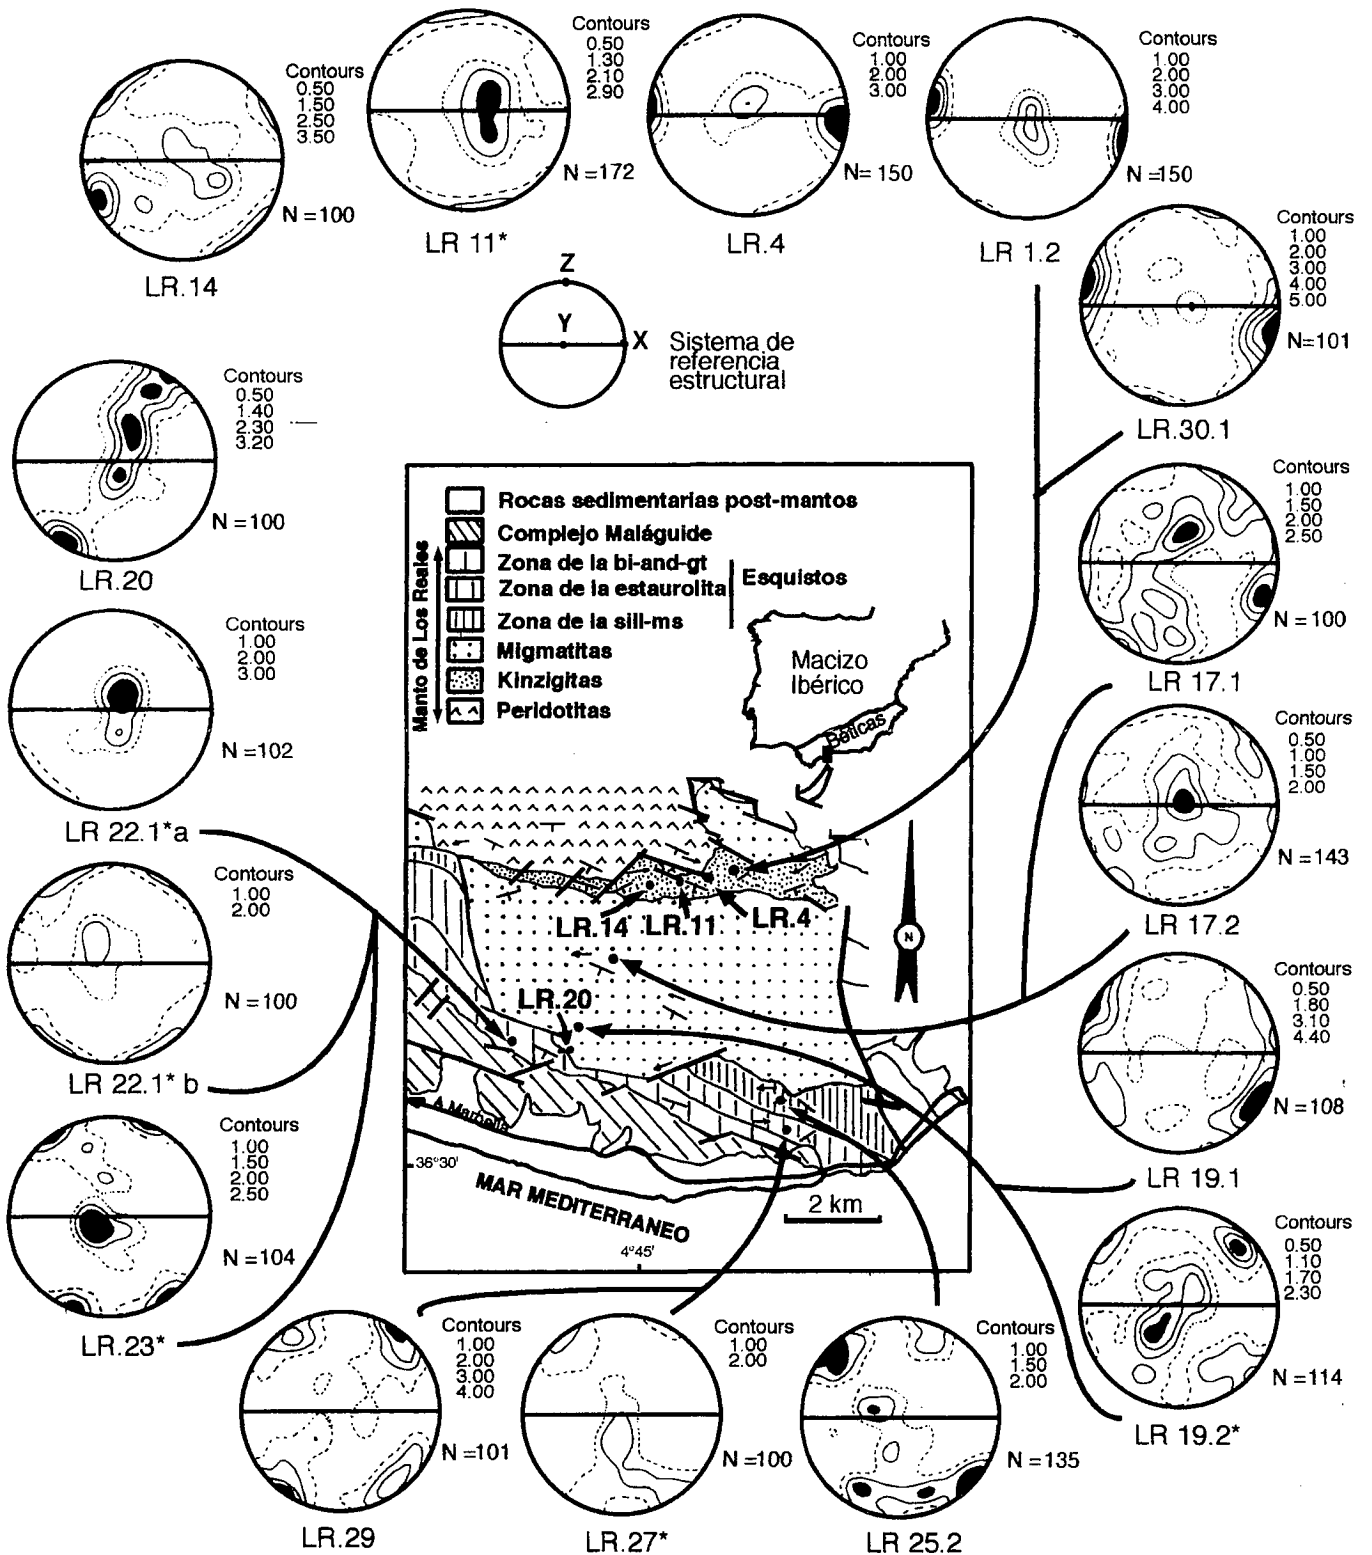 Contours
0.50
1.50
2.50
3.50
N =100
LR.14
Contours
0.50
1.30
2.10
2.90
N =172
LR 11*
Contours
1.00
2.00
3.00
N= 150
LR.4
Contours
1.00
2.00
3.00
4.00
N =150
LR 1.2
Contours
1.00
2.00
3.00
4.00
5.00
N=101
LR.30.1
Z
Y
X
Sistema de
referencia
estructural
Contours
0.50
1.40
2.30
3.20
N =100
LR.20
Contours
1.00
2.00
3.00
N =102
LR 22.1*a
Contours
1.00
2.00
N =100
LR 22.1* b
Contours
1.00
1.50
2.00
2.50
N =104
LR.23*
Manto de Los Reales
Rocas sedimentarias post-mantos
Complejo Maláguide
Zona de la bi-and-gt
Zona de la estaurolita
Zona de la sill-ms
Esquistos
Migmatitas
Kinzigitas
Peridotitas
Macizo
Ibérico
Béticas
LR.14
LR.11
LR.4
N
LR.20
A Marbella
36°30'
MAR MEDITERRANEO
4°45'
2 km
Contours
1.00
1.50
2.00
2.50
N =100
LR 17.1
Contours
0.50
1.00
1.50
2.00
N =143
LR 17.2
Contours
0.50
1.80
3.10
4.40
N =108
LR 19.1
Contours
0.50
1.10
1.70
2.30
N =114
LR 19.2*
Contours
1.00
2.00
3.00
4.00
N =101
LR.29
Contours
1.00
2.00
N =100
LR.27*
Contours
1.00
1.50
2.00
N =135
LR 25.2